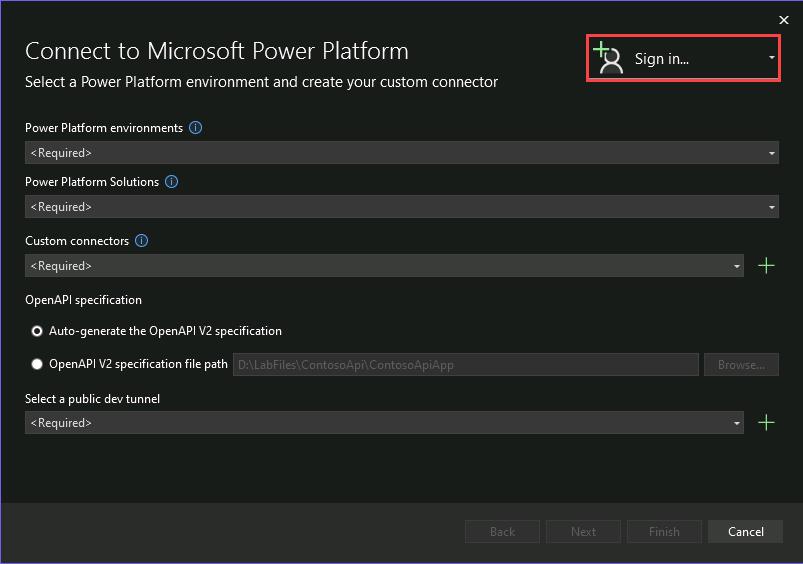 Connect to Microsoft Power Platform
Sign in...
Select a Power Platform environment and create your custom connector
Power Platform environments
<Required>
Power Platform Solutions
<Required>
Custom connectors
<Required>
OpenAPI specification
Auto-generate the OpenAPI V2 specification
OpenAPI V2 specification file path D:\LabFiles\ContosoApi\ContosoApiApp Browse...
Select a public dev tunnel
<Required>
Back Next Finish Cancel